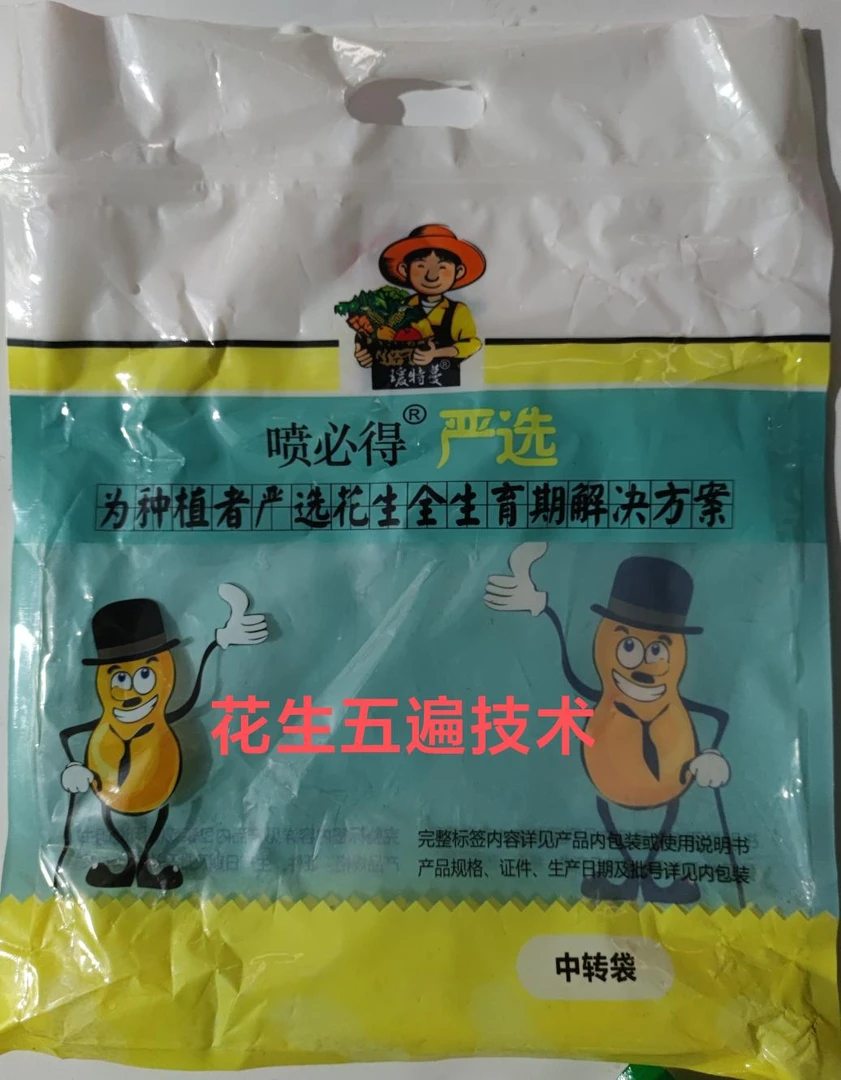 瑗特蔓®
喷必得® 严选
为种植者严选花生全生育期解决方案
花生五遍技术
完整标签内容详见产品内包装或使用说明书
产品规格、证件、生产日期及批号详见内包装
中转袋